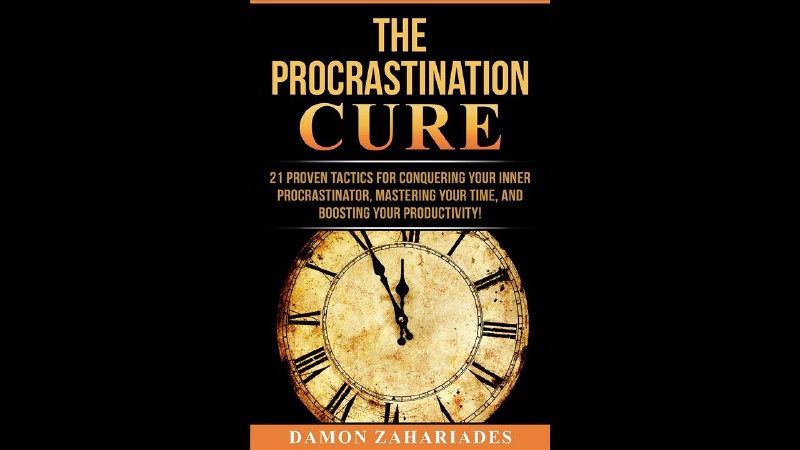 THE
PROCRASTINATION
CURE
21 PROVEN TACTICS FOR CONQUERING YOUR INNER
PROCRASTINATOR, MASTERING YOUR TIME, AND
BOOSTING YOUR PRODUCTIVITY!
DAMON ZAHARIADES